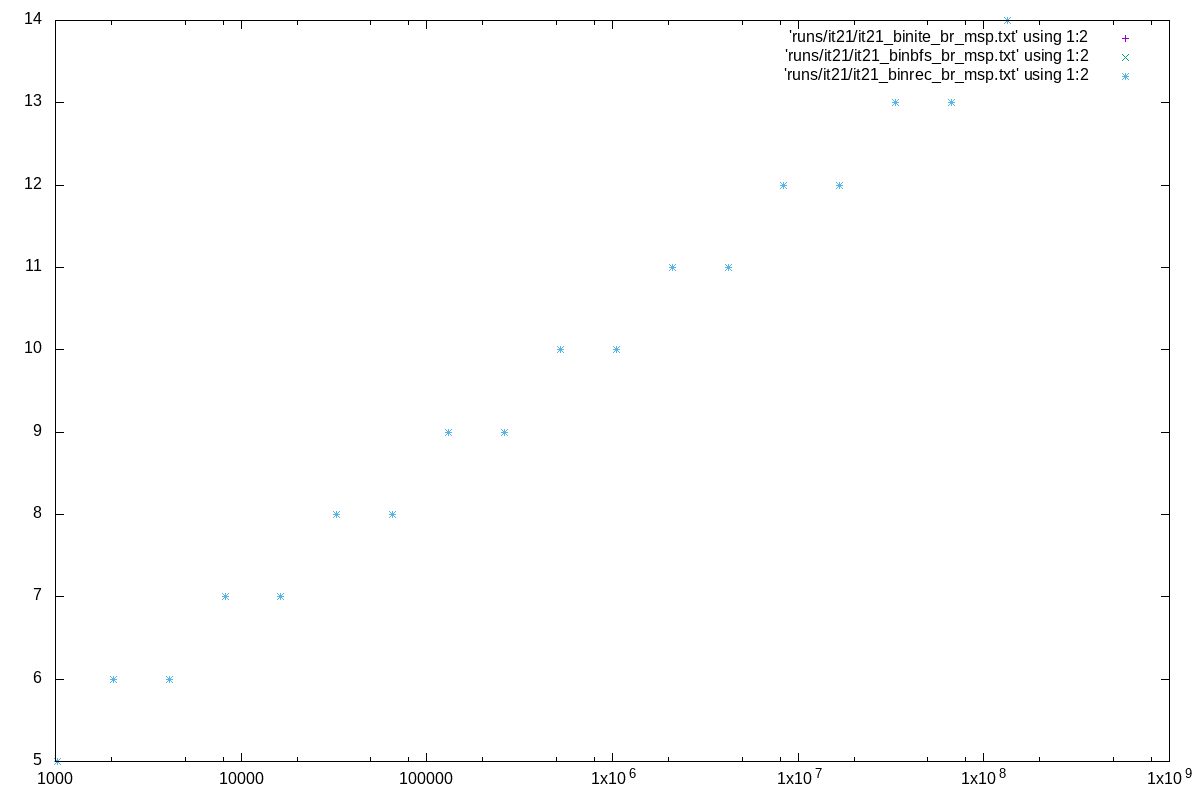 14
'runs/it21/it21_binite_br_msp.txt' using 1:2
'runs/it21/it21_binbfs_br_msp.txt' using 1:2
'runs/it21/it21_binrec_br_msp.txt' using 1:2
13
12
11
10
9
8
7
6
5
1000 10000 100000 1x10^6 1x10^7 1x10^8 1x10^9